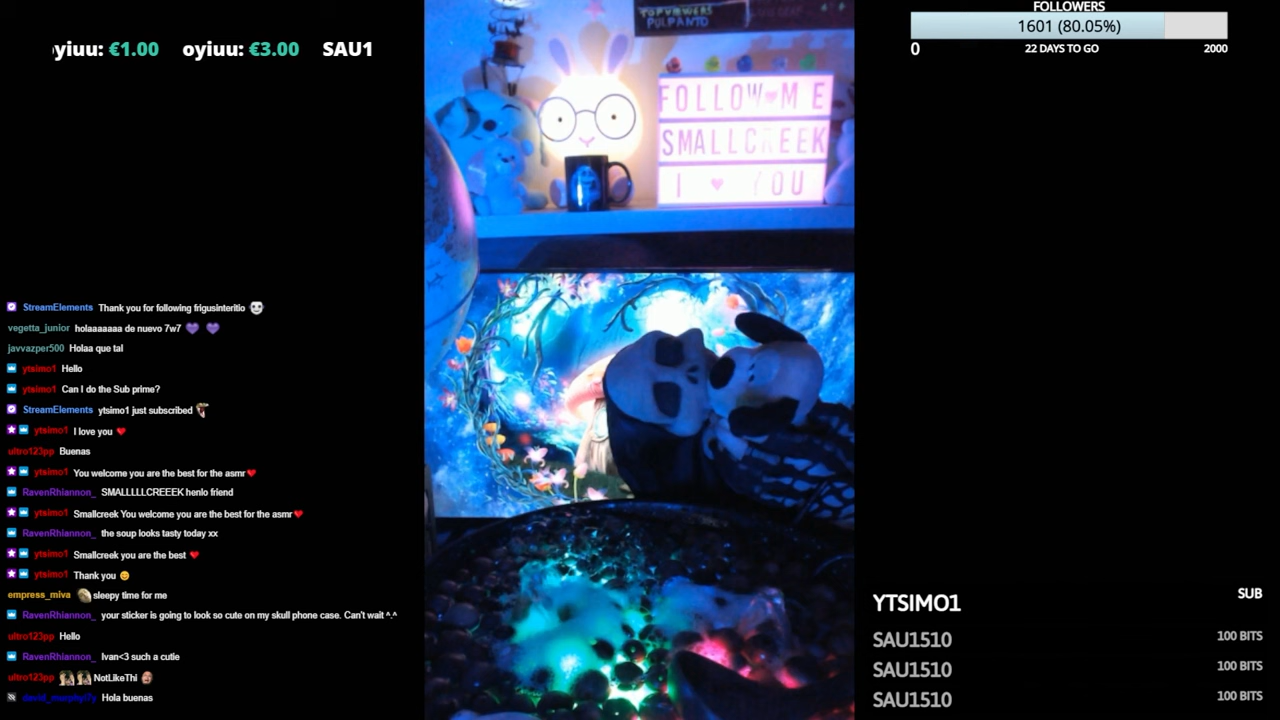 oyiuu: €1.00 oyiuu: €3.00 SAU1
TOPVIEWERS
PULPANTO
FOLLOW♥ME
SMALLCREEK
I ♥ YOU
FOLLOWERS
1601 (80.05%)
0 22 DAYS TO GO 2000
StreamElements Thank you for following frigusinteritio
vegetta_junior holaaaaaaa de nuevo 7w7 💜 💜
javvazper500 Holaa que tal
ytsimo1 Hello
ytsimo1 Can I do the Sub prime?
StreamElements ytsimo1 just subscribed
ytsimo1 I love you ❤
ultro123pp Buenas
ytsimo1 You welcome you are the best for the asmr❤
RavenRhiannon_ SMALLLLLCREEEK henlo friend
ytsimo1 Smallcreek You welcome you are the best for the asmr❤
RavenRhiannon_ the soup looks tasty today xx
ytsimo1 Smallcreek you are the best ❤
ytsimo1 Thank you 😊
empress_miva sleepy time for me
RavenRhiannon_ your sticker is going to look so cute on my skull phone case. Can't wait ^.^
ultro123pp Hello
RavenRhiannon_ Ivan<3 such a cutie
ultro123pp NotLikeThi
Hola buenas
YTSIMO1 SUB
SAU1510 100 BITS
SAU1510 100 BITS
SAU1510 100 BITS